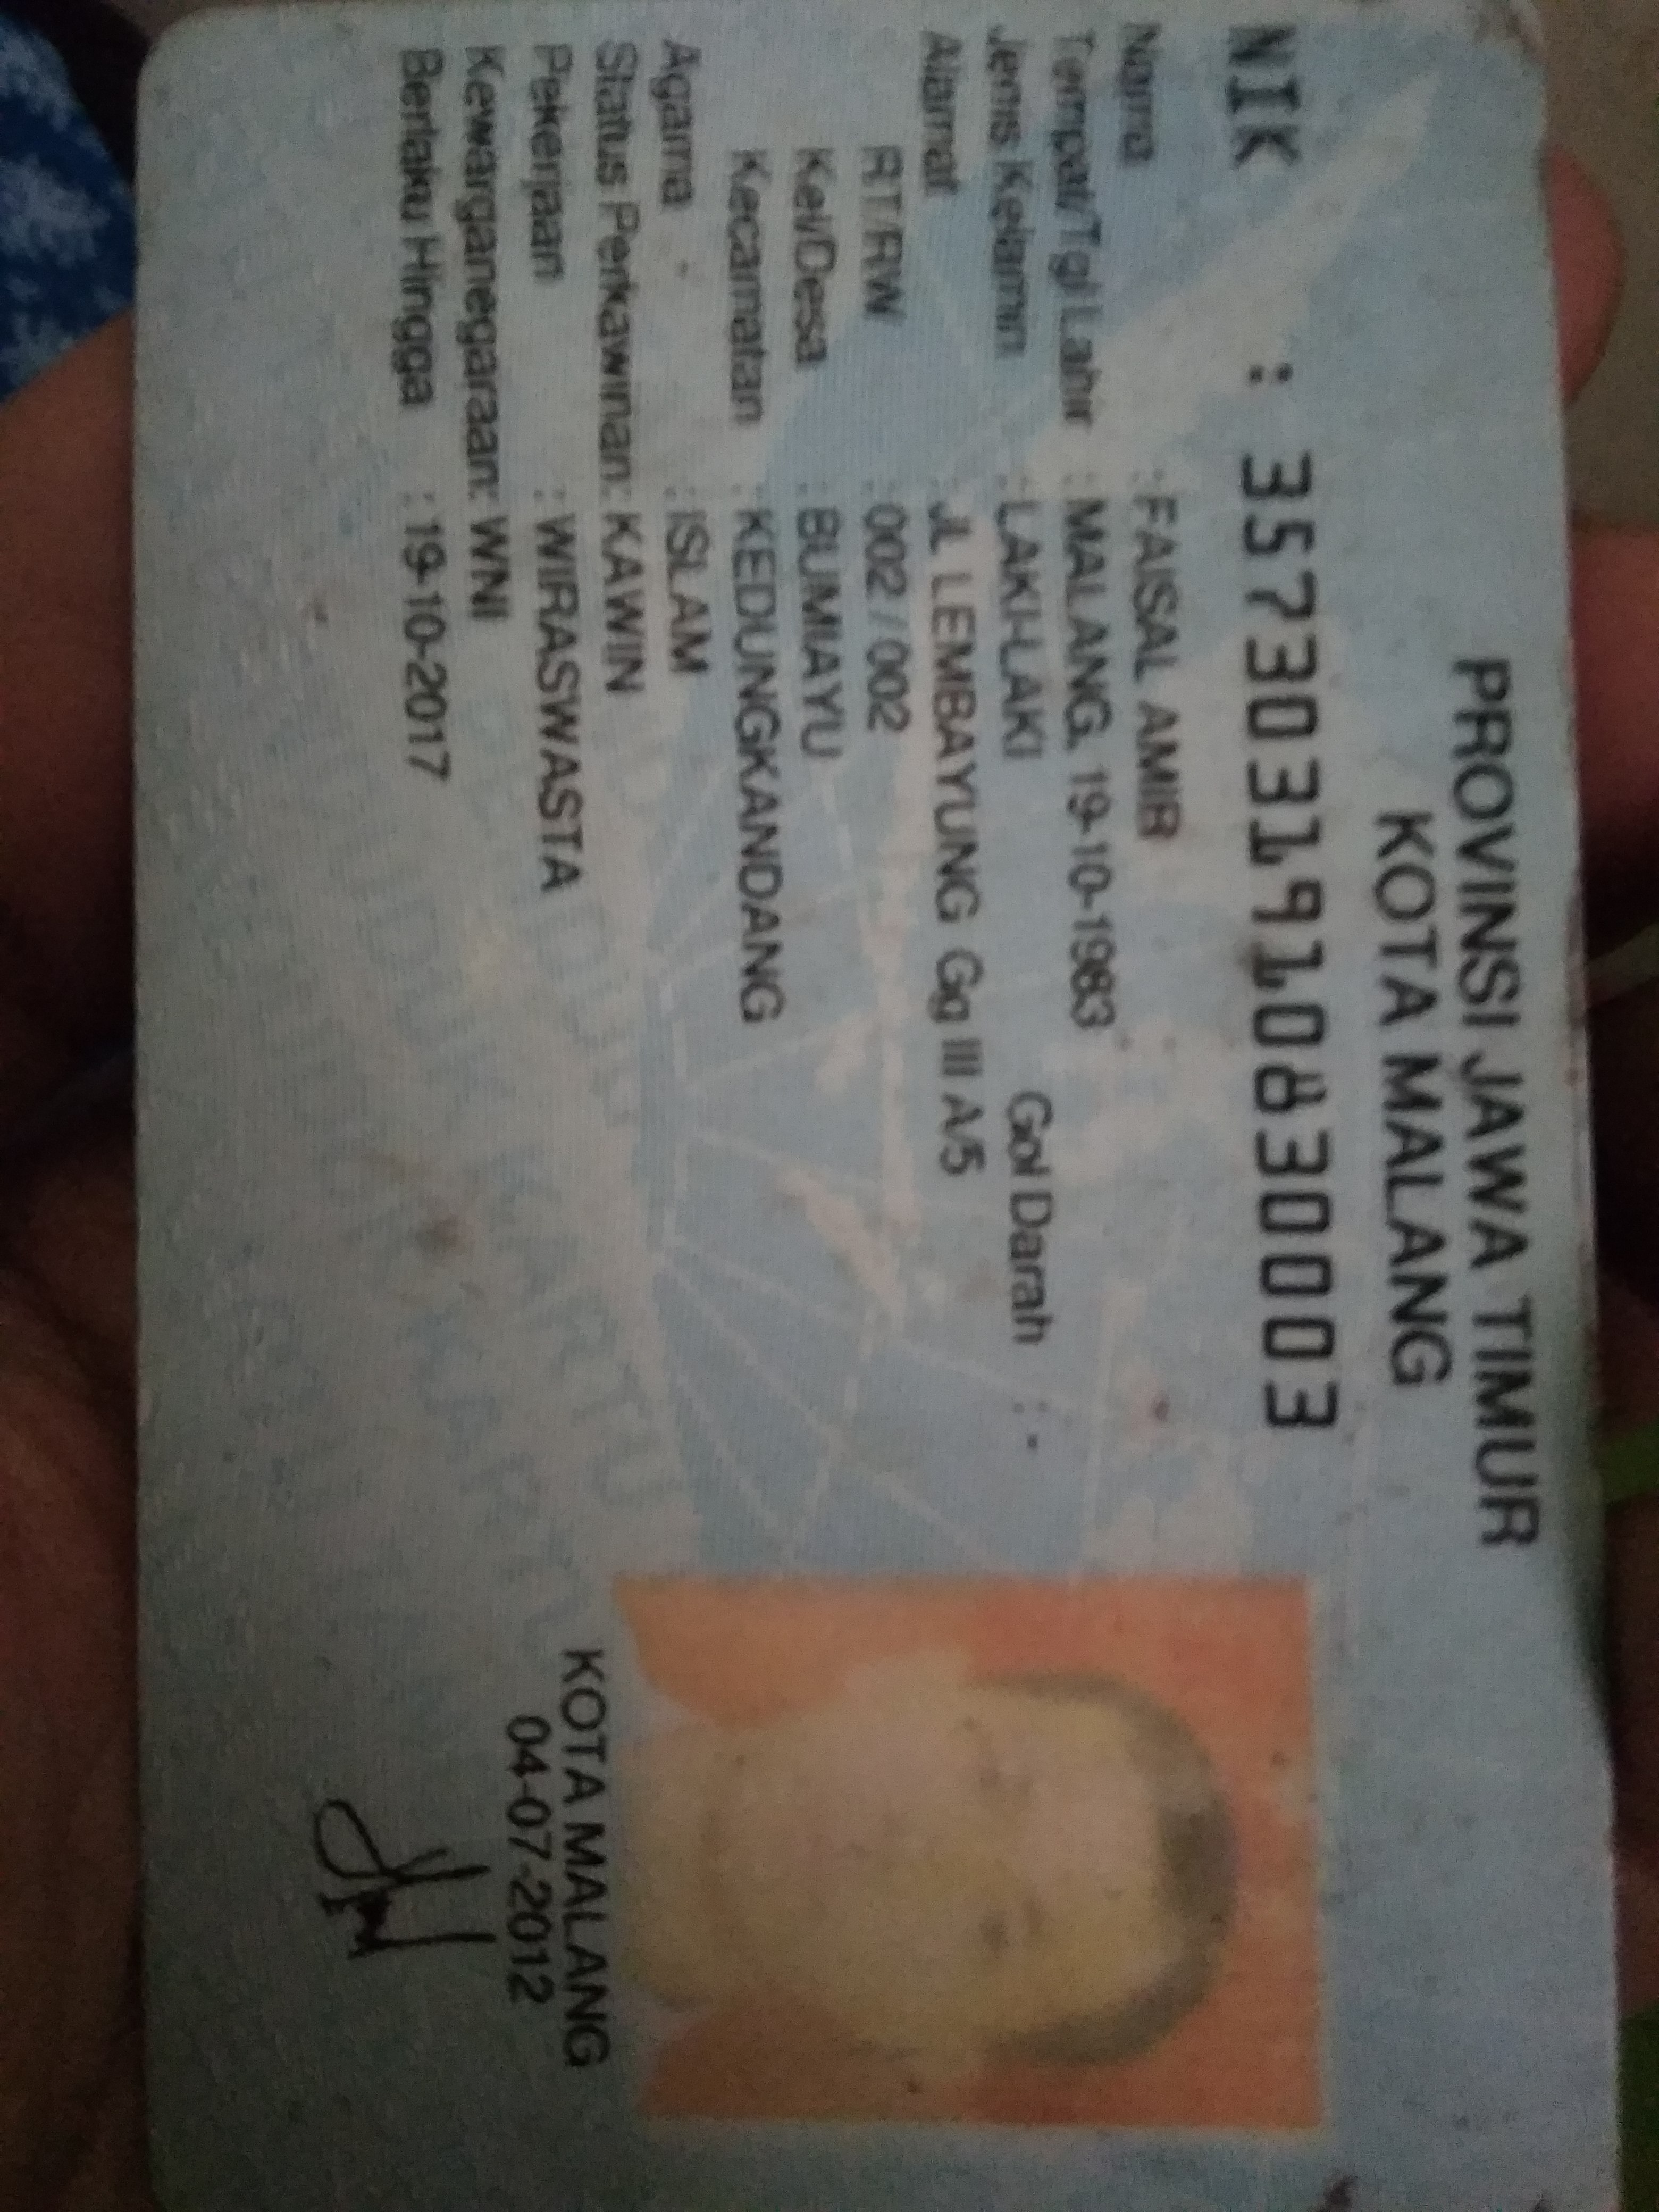 PROVINSI JAWA TIMUR
KOTA MALANG
NIK : 3573031910830003
Nama : FAISAL AMIR
Tempat/Tgl Lahir : MALANG, 19-10-1983
Jenis Kelamin : LAKI-LAKI Gol Darah : -
Alamat : JL LEMBAYUNG Gg III A/5
RT/RW : 002 / 002
Kel/Desa : BUMIAYU
Kecamatan : KEDUNGKANDANG
Agama : ISLAM
Status Perkawinan: KAWIN
Pekerjaan : WIRASWASTA
Kewarganegaraan: WNI
Berlaku Hingga : 19-10-2017
KOTA MALANG
04-07-2012